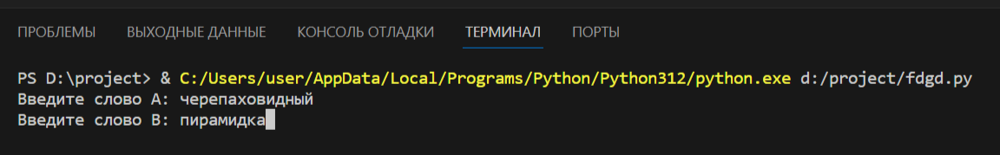 ПРОБЛЕМЫ ВЫХОДНЫЕ ДАННЫЕ КОНСОЛЬ ОТЛАДКИ ТЕРМИНАЛ ПОРТЫ
PS D:\project> & C:/Users/user/AppData/Local/Programs/Python/Python312/python.exe d:/project/fdgd.py
Введите слово A: черепаховидный
Введите слово B: пирамидка